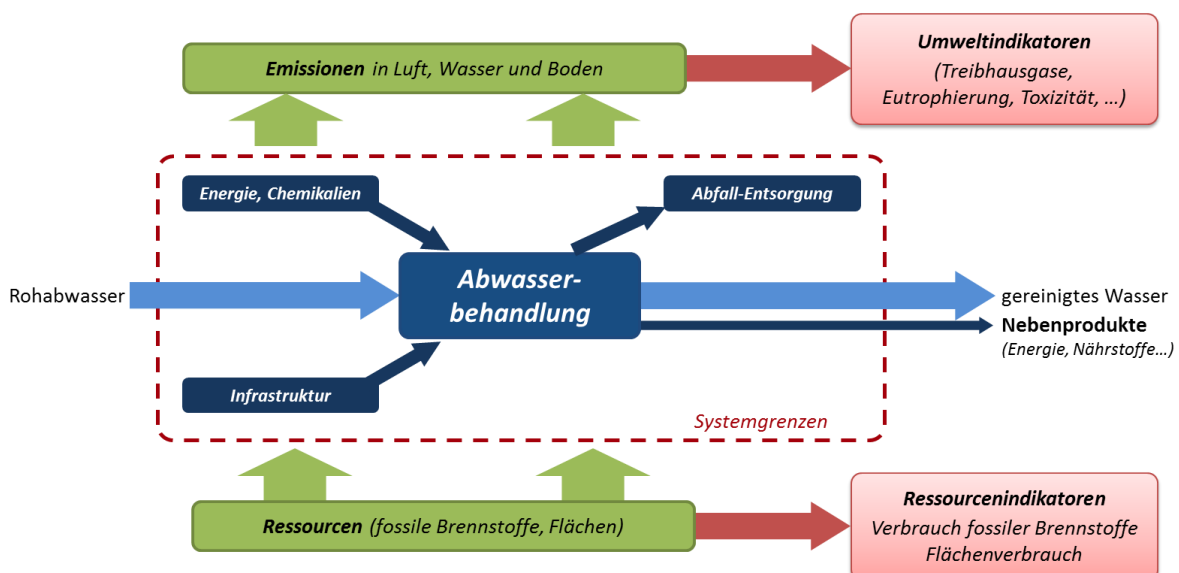 Emissionen in Luft, Wasser und Boden
Umweltindikatoren
(Treibhausgase,
Eutrophierung, Toxizität, …)
Energie, Chemikalien
Abfall-Entsorgung
Rohabwasser
Abwasser-
behandlung
gereinigtes Wasser
Nebenprodukte
(Energie, Nährstoffe…)
Infrastruktur
Systemgrenzen
Ressourcen (fossile Brennstoffe, Flächen)
Ressourcenindikatoren
Verbrauch fossiler Brennstoffe
Flächenverbrauch